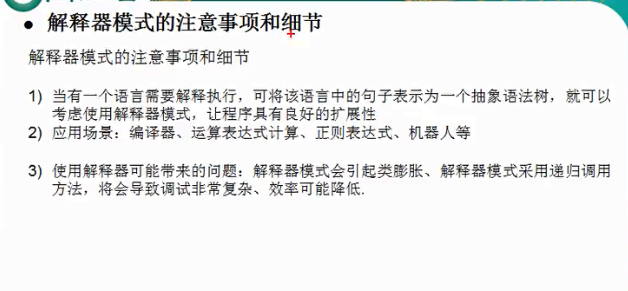 ● 解释器模式的注意事项和细节
解释器模式的注意事项和细节
1) 当有一个语言需要解释执行，可将该语言中的句子表示为一个抽象语法树，就可以
考虑使用解释器模式，让程序具有良好的扩展性
2) 应用场景：编译器、运算表达式计算、正则表达式、机器人等
3) 使用解释器可能带来的问题：解释器模式会引起类膨胀、解释器模式采用递归调用
方法，将会导致调试非常复杂、效率可能降低.